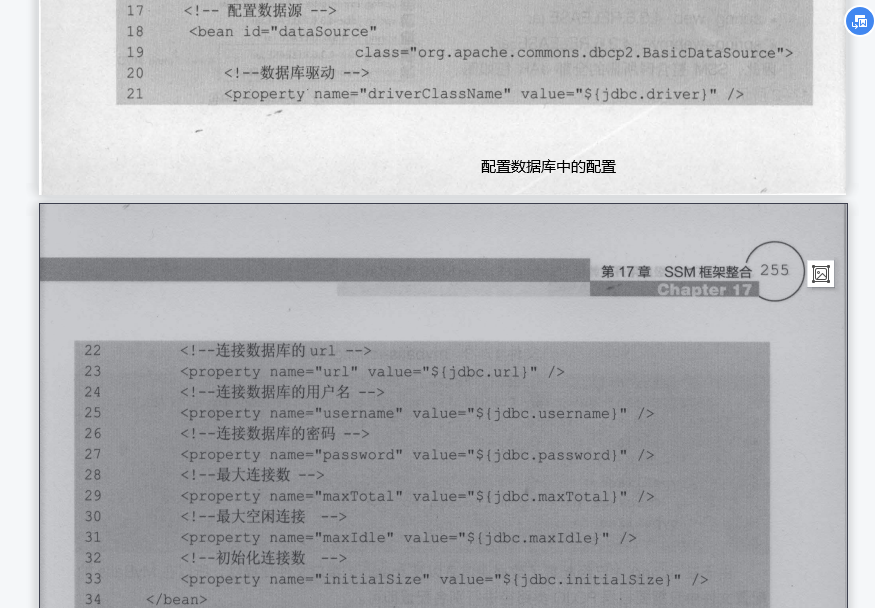 17 <!-- 配置数据源 -->
18 <bean id="dataSource"
19 class="org.apache.commons.dbcp2.BasicDataSource">
20 <!--数据库驱动 -->
21 <property name="driverClassName" value="${jdbc.driver}" />
配置数据库中的配置
第 17 章 SSM 框架整合 255
Chapter 17
22 <!--连接数据库的 url -->
23 <property name="url" value="${jdbc.url}" />
24 <!--连接数据库的用户名 -->
25 <property name="username" value="${jdbc.username}" />
26 <!--连接数据库的密码 -->
27 <property name="password" value="${jdbc.password}" />
28 <!--最大连接数 -->
29 <property name="maxTotal" value="${jdbc.maxTotal}" />
30 <!--最大空闲连接 -->
31 <property name="maxIdle" value="${jdbc.maxIdle}" />
32 <!--初始化连接数 -->
33 <property name="initialSize" value="${jdbc.initialSize}" />
34 </bean>